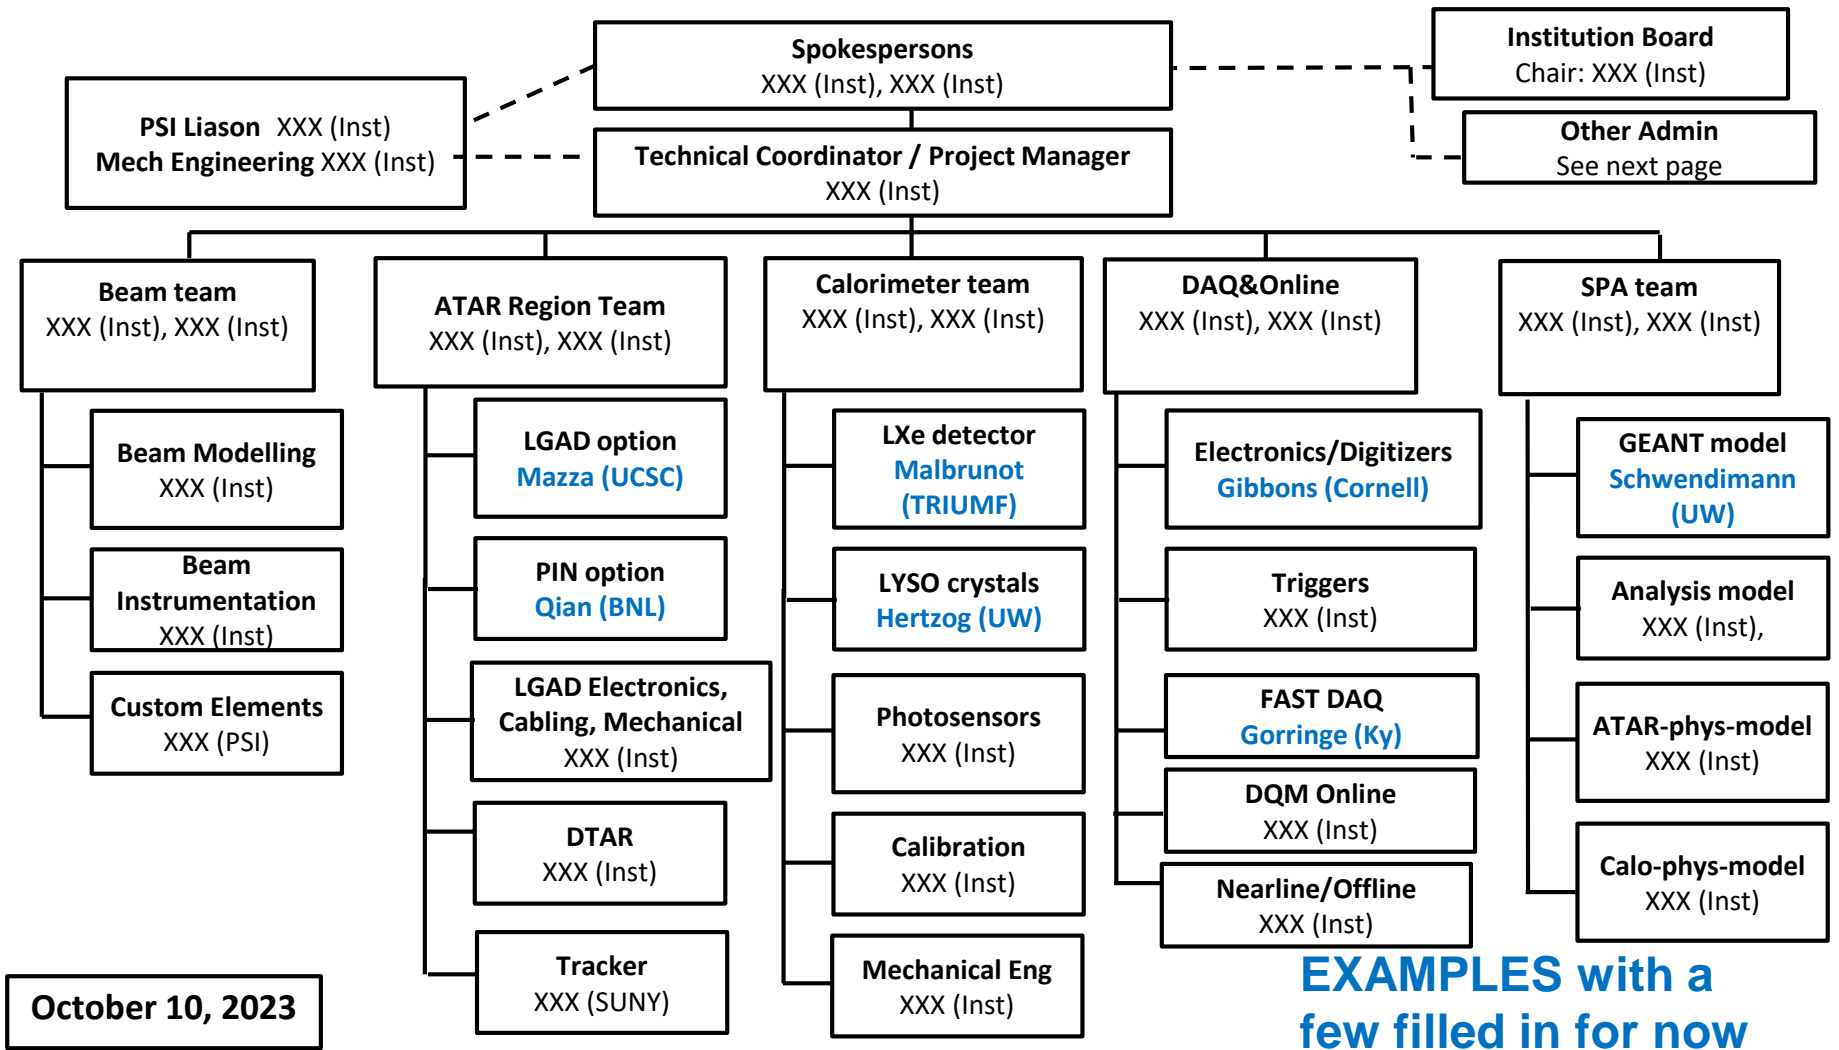 Spokespersons
XXX (Inst), XXX (Inst)
Institution Board
Chair: XXX (Inst)
PSI Liason XXX (Inst)
Mech Engineering XXX (Inst)
Technical Coordinator / Project Manager
XXX (Inst)
Other Admin
See next page
Beam team
XXX (Inst), XXX (Inst)
ATAR Region Team
XXX (Inst), XXX (Inst)
Calorimeter team
XXX (Inst), XXX (Inst)
DAQ&Online
XXX (Inst), XXX (Inst)
SPA team
XXX (Inst), XXX (Inst)
Beam Modelling
XXX (Inst)
Beam
Instrumentation
XXX (Inst)
Custom Elements
XXX (PSI)
LGAD option
Mazza (UCSC)
PIN option
Qian (BNL)
LGAD Electronics,
Cabling, Mechanical
XXX (Inst)
DTAR
XXX (Inst)
Tracker
XXX (SUNY)
LXe detector
Malbrunot
(TRIUMF)
LYSO crystals
Hertzog (UW)
Photosensors
XXX (Inst)
Calibration
XXX (Inst)
Mechanical Eng
XXX (Inst)
Electronics/Digitizers
Gibbons (Cornell)
Triggers
XXX (Inst)
FAST DAQ
Gorringe (Ky)
DQM Online
XXX (Inst)
Nearline/Offline
XXX (Inst)
GEANT model
Schwendimann
(UW)
Analysis model
XXX (Inst),
ATAR-phys-model
XXX (Inst)
Calo-phys-model
XXX (Inst)
October 10, 2023
EXAMPLES with a
few filled in for now